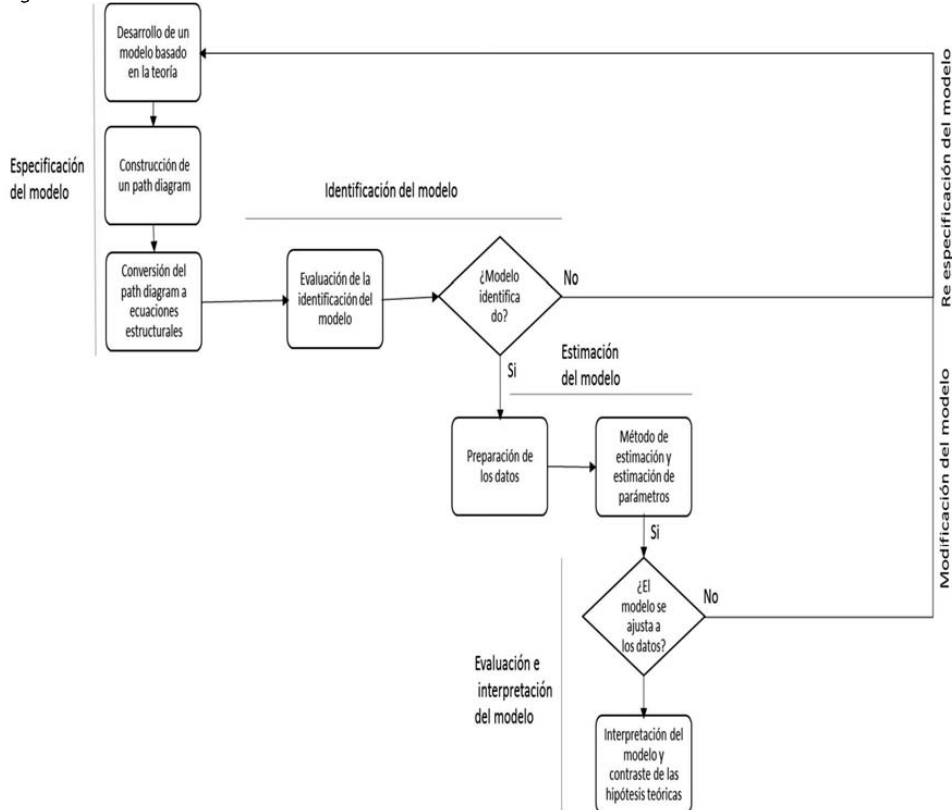 Desarrollo de un
modelo basado
en la teoría
Especificación
del modelo
Construcción de
un path diagram
Identificación del modelo
Conversión del
path diagram a
ecuaciones
estructurales
Evaluación de la
identificación del
modelo
¿Modelo
identifica
do?
No
Si
Estimación
del modelo
Preparación de
los datos
Método de
estimación y
estimación de
parámetros
Si
¿El
modelo se
ajusta a
los datos?
No
Evaluación e
interpretación
del modelo
Interpretación del
modelo y
contraste de las
hipótesis teóricas
Re especificación del modelo
Modificación del modelo